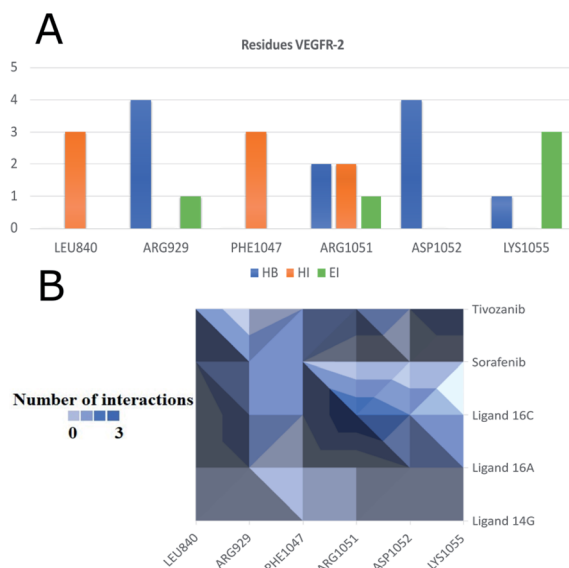 A
Residues VEGFR-2
5
4
3
2
1
0
LEU840 ARG929 PHE1047 ARG1051 ASP1052 LYS1055
HB HI EI
B
Tivozanib
Sorafenib
Number of interactions
0 3
Ligand 16C
Ligand 16A
Ligand 14G
LEU840 ARG929 PHE1047 ARG1051 ASP1052 LYS1055